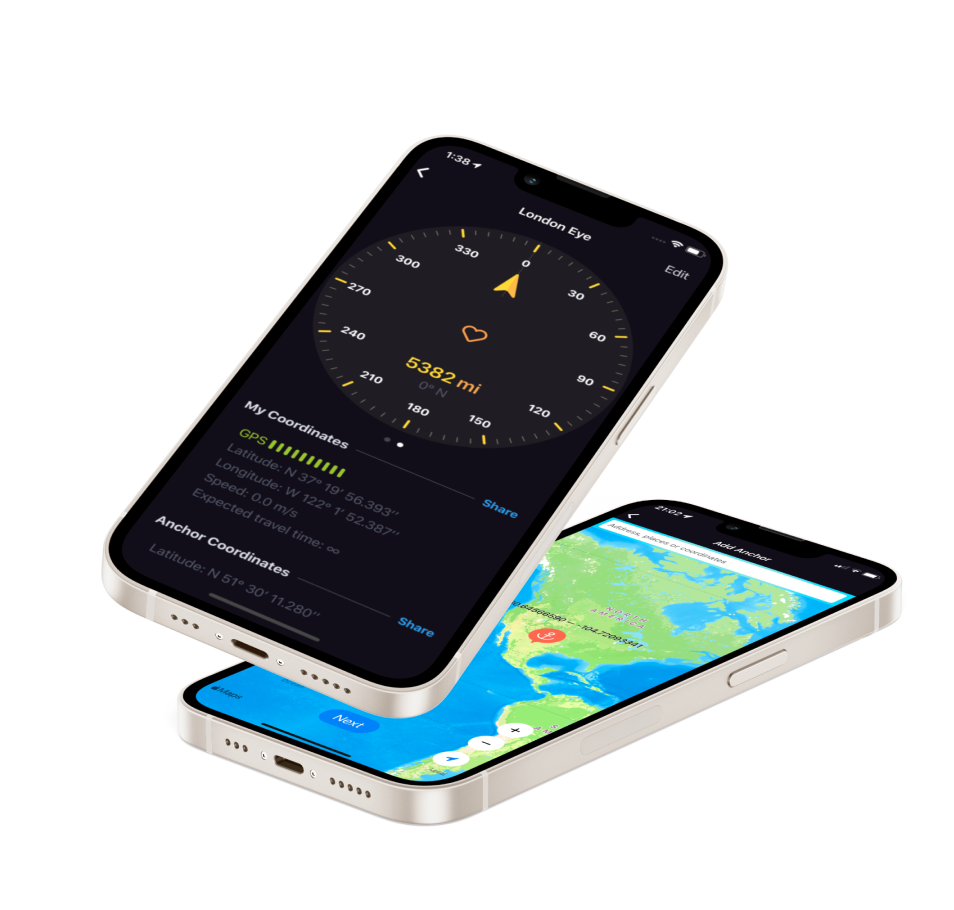 1:38
London Eye
Edit
330
0
30
300
60
270
90
240
120
210
150
180
5382 mi
0° N
My Coordinates
GPS
Latitude: N 37° 19' 56.393''
Longitude: W 122° 1' 52.387''
Speed: 0.0 m/s
Expected travel time: ∞
Share
Anchor Coordinates
Latitude: N 51° 30' 11.280''
Share
21:02
Add Anchor
Address, places or coordinates
NORTH
AMERICA
-104.72093341
Maps
Next
+
−